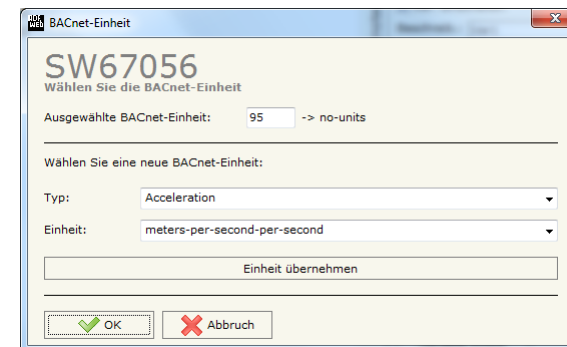 BACnet-Einheit
SW67056
Wählen Sie die BACnet-Einheit
Ausgewählte BACnet-Einheit: 95 -> no-units
Wählen Sie eine neue BACnet-Einheit:
Typ: Acceleration
Einheit: meters-per-second-per-second
Einheit übernehmen
OK Abbruch